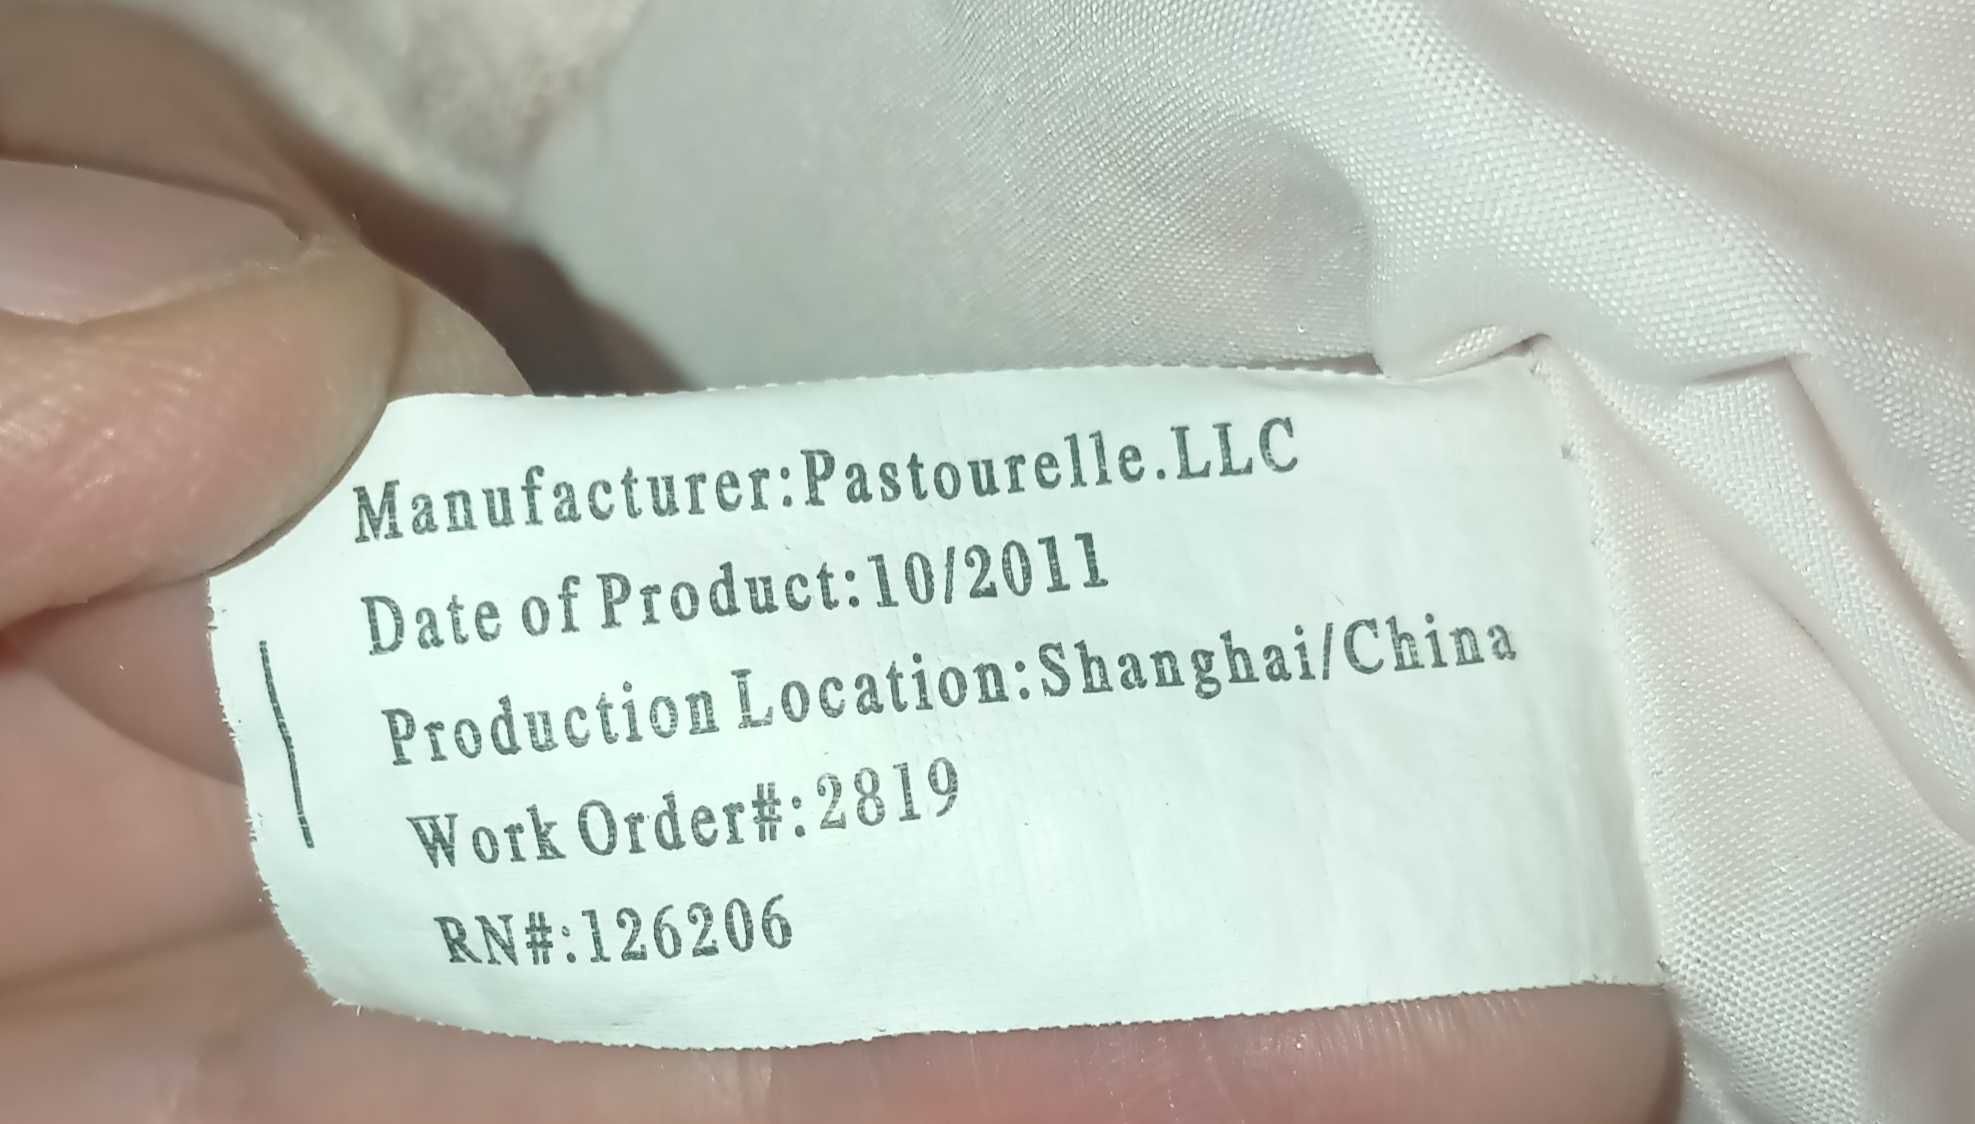 Manufacturer:Pastourelle.LLC
Date of Product:10/2011
Production Location:Shanghai/China
Work Order#:2819
RN#:126206